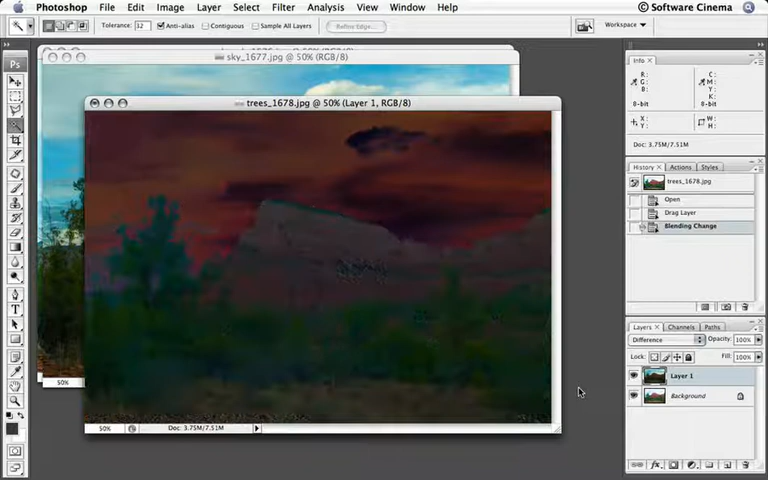 Photoshop File Edit Image Layer Select Filter Analysis View Window Help © Software Cinema
Tolerance: 32 Anti-alias Contiguous Sample All Layers Refine Edge... Workspace
sky_1677.jpg @ 50% (RGB/8)
trees_1678.jpg @ 50% (Layer 1, RGB/8)
Ps
50%
50% Doc: 3.75M/7.51M
Info
R: C:
G: M:
B: Y:
K:
8-bit 8-bit
X: W:
Y: H:
Doc: 3.75M/7.51M
History Actions Styles
trees_1678.jpg
Open
Drag Layer
Blending Change
Layers Channels Paths
Difference Opacity: 100%
Lock: Fill: 100%
Layer 1
Background